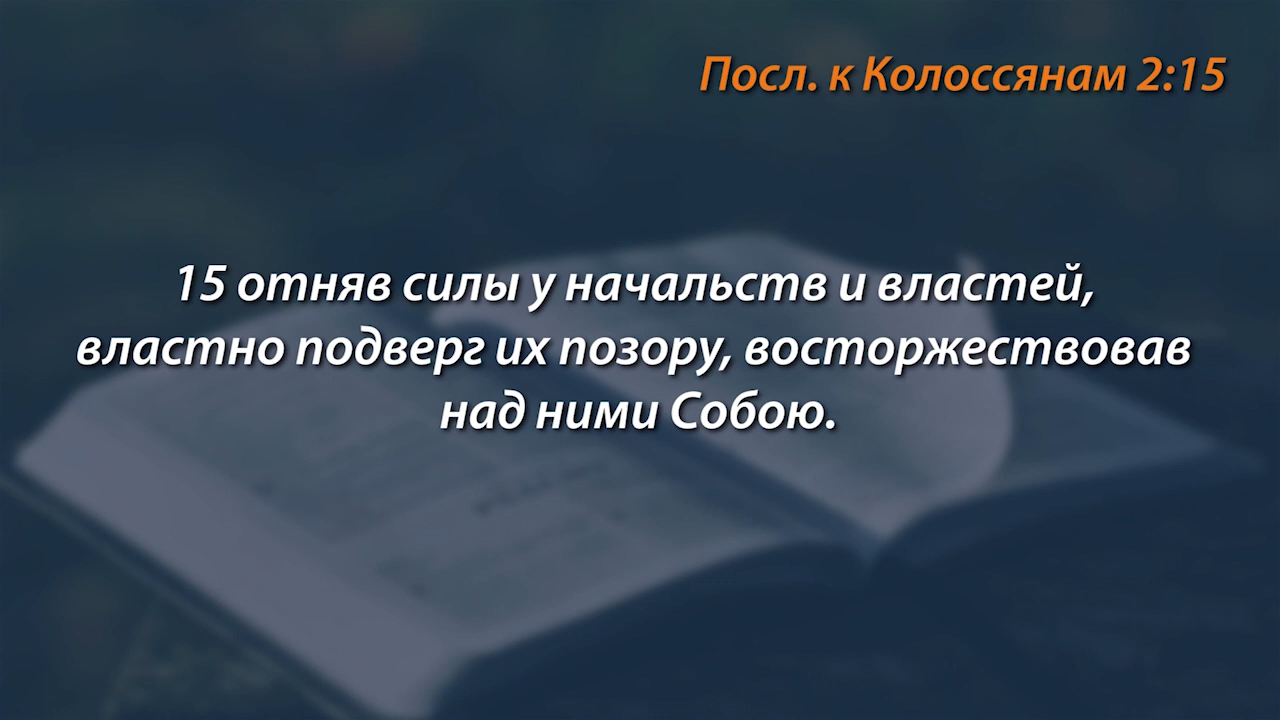 Посл. к Колоссянам 2:15
15 отняв силы у начальств и властей,
властно подверг их позору, восторжествовав
над ними Собою.